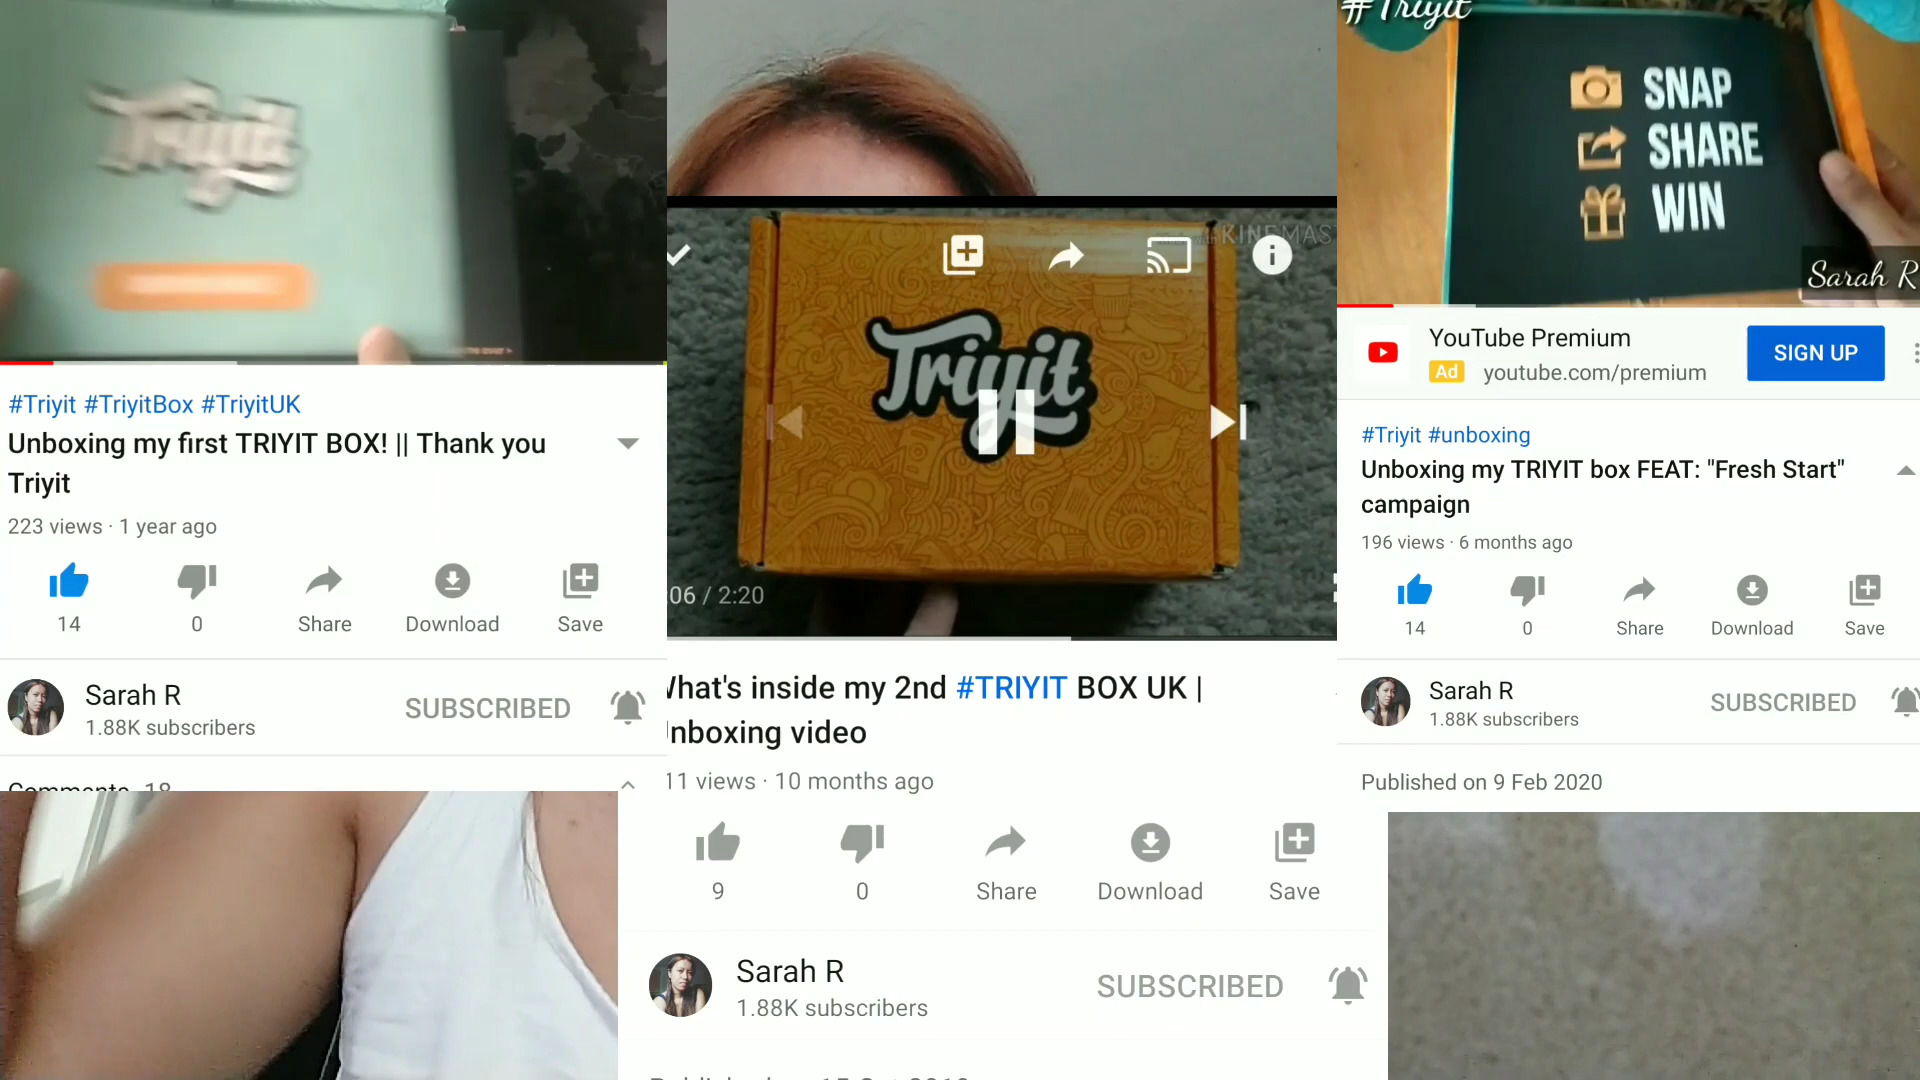 Triyit
#Triyit #TriyitBox #TriyitUK
Unboxing my first TRIYIT BOX! || Thank you
Triyit
223 views · 1 year ago
14
0
Share
Download
Save
Sarah R
1.88K subscribers
SUBSCRIBED
Comments 18
Triyit
06 / 2:20
hat's inside my 2nd #TRIYIT BOX UK |
nboxing video
11 views · 10 months ago
9
0
Share
Download
Save
Sarah R
1.88K subscribers
SUBSCRIBED
#Triyit
SNAP
SHARE
WIN
Sarah R
YouTube Premium
Ad youtube.com/premium
SIGN UP
#Triyit #unboxing
Unboxing my TRIYIT box FEAT: "Fresh Start"
campaign
196 views · 6 months ago
14
0
Share
Download
Save
Sarah R
1.88K subscribers
SUBSCRIBED
Published on 9 Feb 2020